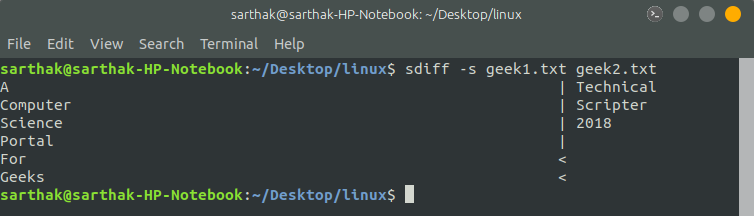 sarthak@sarthak-HP-Notebook: ~/Desktop/linux
File Edit View Search Terminal Help
sarthak@sarthak-HP-Notebook:~/Desktop/linux$ sdiff -s geek1.txt geek2.txt
A | Technical
Computer | Scripter
Science | 2018
Portal |
For <
Geeks <
sarthak@sarthak-HP-Notebook:~/Desktop/linux$